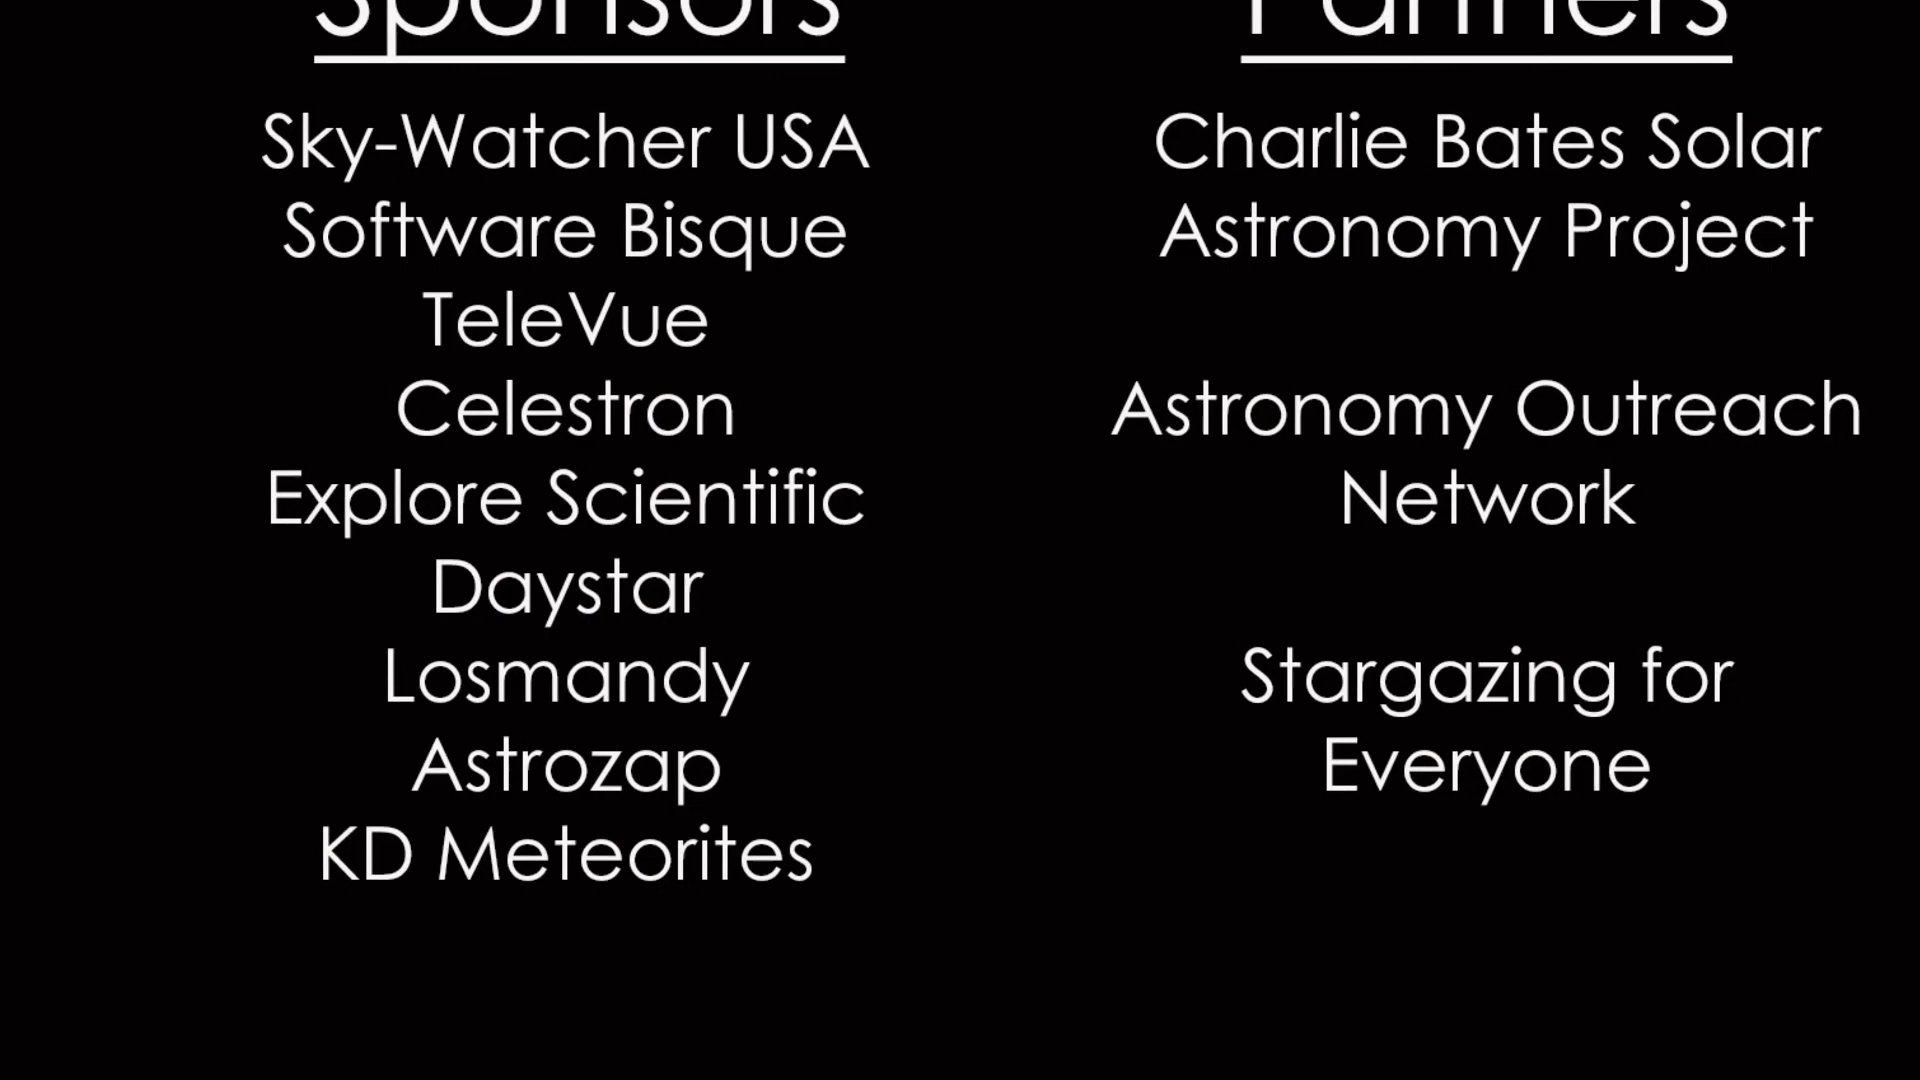 Sponsors
Sky-Watcher USA
Software Bisque
TeleVue
Celestron
Explore Scientific
Daystar
Losmandy
Astrozap
KD Meteorites
Partners
Charlie Bates Solar
Astronomy Project
Astronomy Outreach
Network
Stargazing for
Everyone